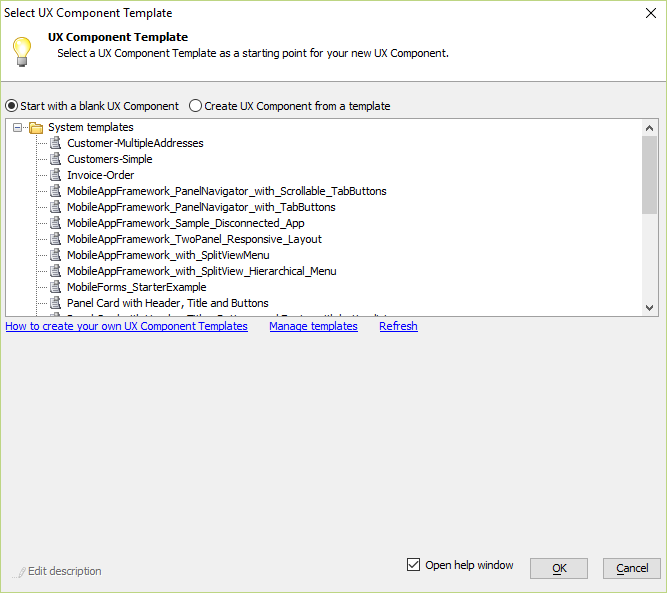 Select UX Component Template
UX Component Template
Select a UX Component Template as a starting point for your new UX Component.
Start with a blank UX Component Create UX Component from a template
System templates
Customer-MultipleAddresses
Customers-Simple
Invoice-Order
MobileAppFramework_PanelNavigator_with_Scrollable_TabButtons
MobileAppFramework_PanelNavigator_with_TabButtons
MobileAppFramework_Sample_Disconnected_App
MobileAppFramework_TwoPanel_Responsive_Layout
MobileAppFramework_with_SplitViewMenu
MobileAppFramework_with_SplitView_Hierarchical_Menu
MobileForms_StarterExample
Panel Card with Header, Title and Buttons
How to create your own UX Component Templates Manage templates Refresh
Edit description Open help window OK Cancel